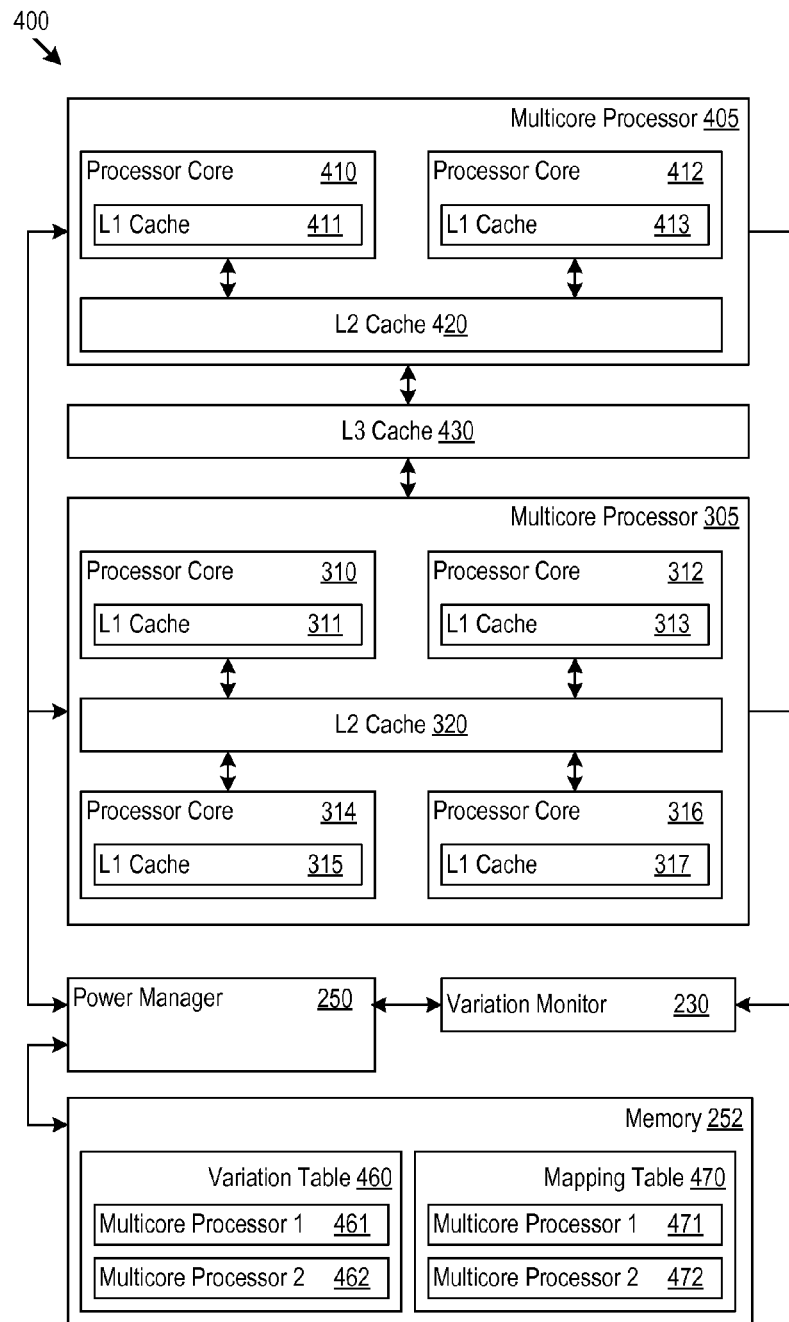 400
Multicore Processor 405
Processor Core 410
Processor Core 412
L1 Cache 411
L1 Cache 413
L2 Cache 420
L3 Cache 430
Multicore Processor 305
Processor Core 310
Processor Core 312
L1 Cache 311
L1 Cache 313
L2 Cache 320
Processor Core 314
Processor Core 316
L1 Cache 315
L1 Cache 317
Power Manager 250
Variation Monitor 230
Memory 252
Variation Table 460
Mapping Table 470
Multicore Processor 1 461
Multicore Processor 1 471
Multicore Processor 2 462
Multicore Processor 2 472